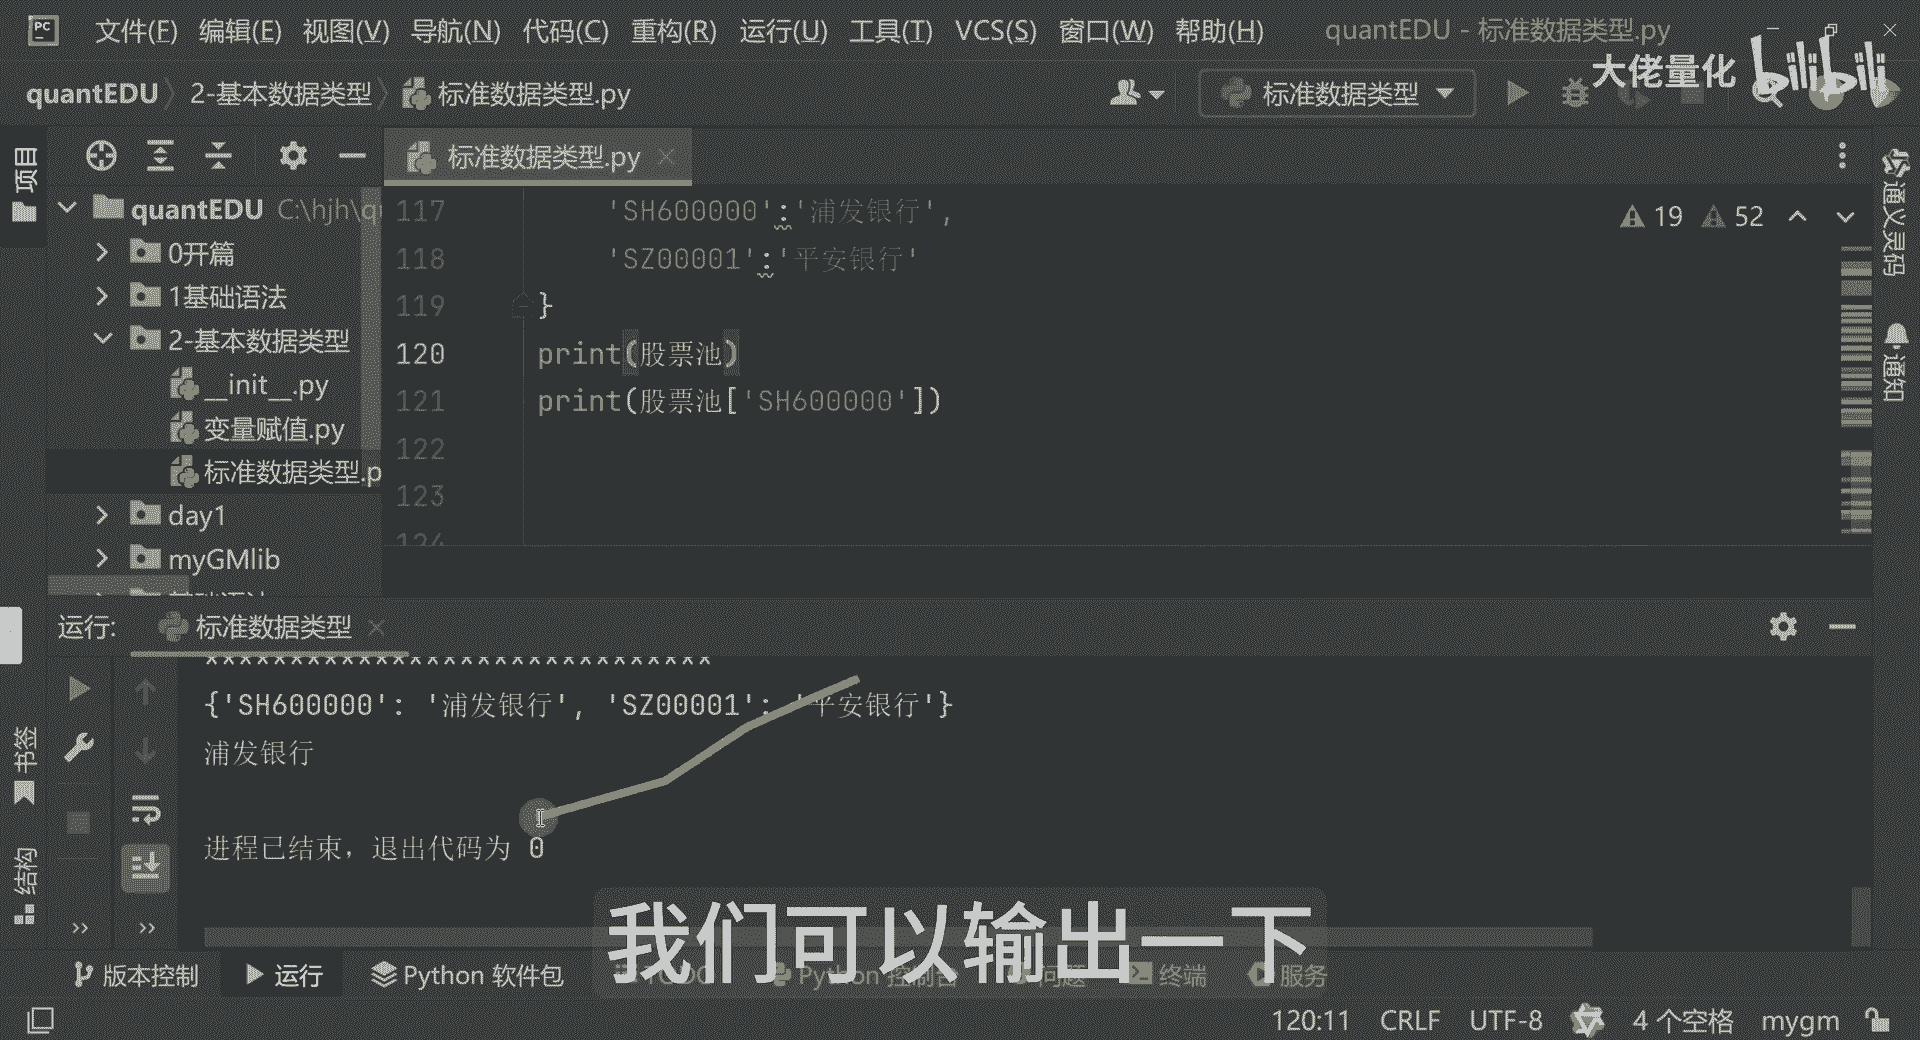 文件(F) 编辑(E) 视图(V) 导航(N) 代码(C) 重构(R) 运行(U) 工具(T) VCS(S) 窗口(W) 帮助(H) quantEDU - 标准数据类型.py
大佬量化 bilibili
quantEDU 2-基本数据类型 标准数据类型.py 标准数据类型
项目
标准数据类型.py
quantEDU C:\hjh\q
0开篇
1基础语法
2-基本数据类型
__init__.py
变量赋值.py
标准数据类型.p
day1
myGMlib
117 'SH600000':'浦发银行',
118 'SZ00001':'平安银行'
119 }
120 print(股票池)
121 print(股票池['SH600000'])
122
123
124
19 52
通义灵码
通知
运行: 标准数据类型
{'SH600000': '浦发银行', 'SZ00001': '平安银行'}
浦发银行
进程已结束，退出代码为 0
书签
结构
我们可以输出一下
版本控制 运行 Python 软件包 TODO Python 控制台 问题 终端 服务
120:11 CRLF UTF-8 4 个空格 mygm